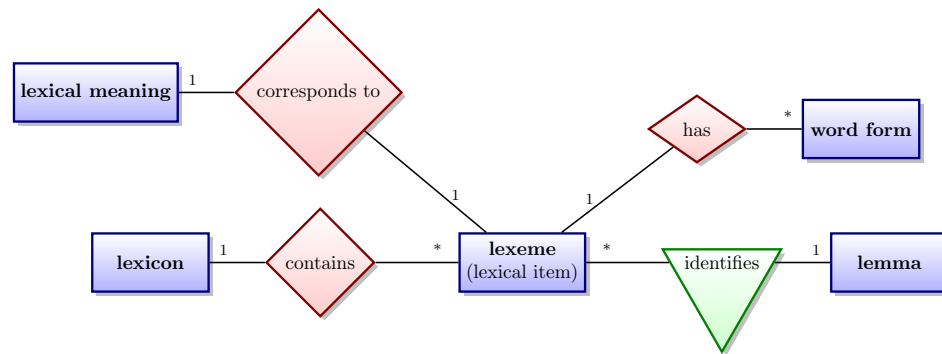 lexical meaning
1
corresponds to
1
has
1
*
word form
lexicon
1
contains
*
lexeme
(lexical item)
*
identifies
1
lemma